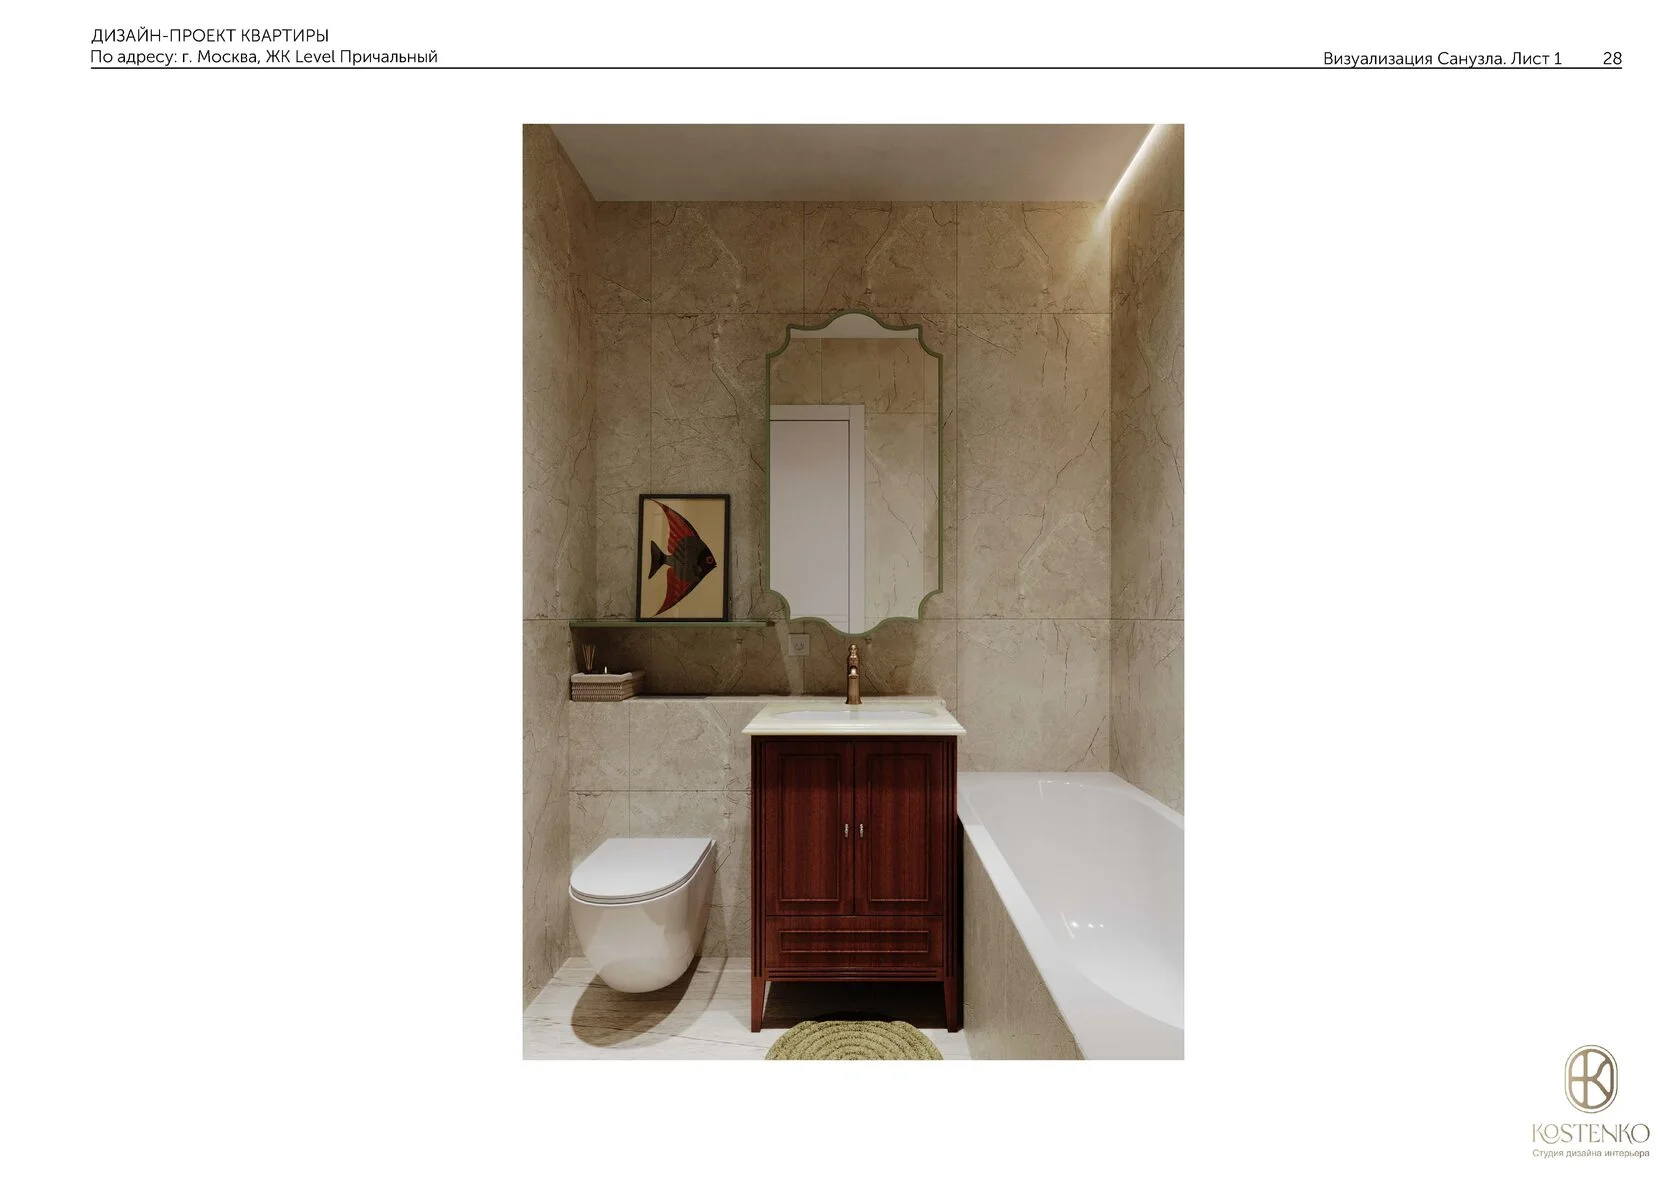 ДИЗАЙН-ПРОЕКТ КВАРТИРЫ
По адресу: г. Москва, ЖК Level Причальный
Визуализация Санузла. Лист 1 28
KOSTENKO
Студия дизайна интерьера